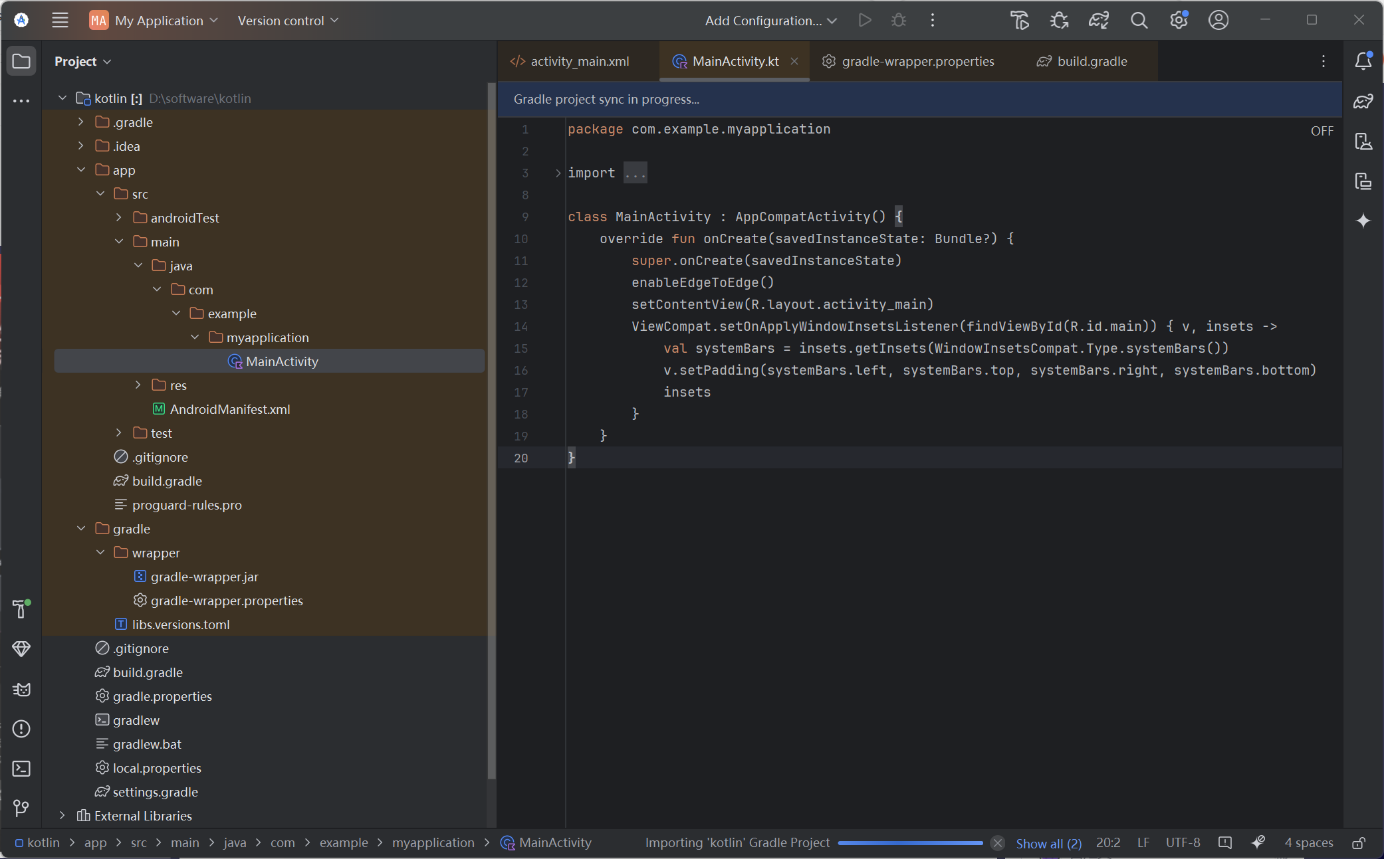 MA My Application Version control Add Configuration...
Project
activity_main.xml MainActivity.kt gradle-wrapper.properties build.gradle
kotlin [:] D:\software\kotlin
.gradle
.idea
app
src
androidTest
main
java
com
example
myapplication
MainActivity
res
M AndroidManifest.xml
test
.gitignore
build.gradle
proguard-rules.pro
gradle
wrapper
gradle-wrapper.jar
gradle-wrapper.properties
T libs.versions.toml
.gitignore
build.gradle
gradle.properties
gradlew
gradlew.bat
local.properties
settings.gradle
External Libraries
Gradle project sync in progress...
OFF
1 package com.example.myapplication
2
3 import ...
8
9 class MainActivity : AppCompatActivity() {
10 override fun onCreate(savedInstanceState: Bundle?) {
11 super.onCreate(savedInstanceState)
12 enableEdgeToEdge()
13 setContentView(R.layout.activity_main)
14 ViewCompat.setOnApplyWindowInsetsListener(findViewById(R.id.main)) { v, insets ->
15 val systemBars = insets.getInsets(WindowInsetsCompat.Type.systemBars())
16 v.setPadding(systemBars.left, systemBars.top, systemBars.right, systemBars.bottom)
17 insets
18 }
19 }
20 }
kotlin > app > src > main > java > com > example > myapplication > MainActivity Importing 'kotlin' Gradle Project Show all (2) 20:2 LF UTF-8 4 spaces